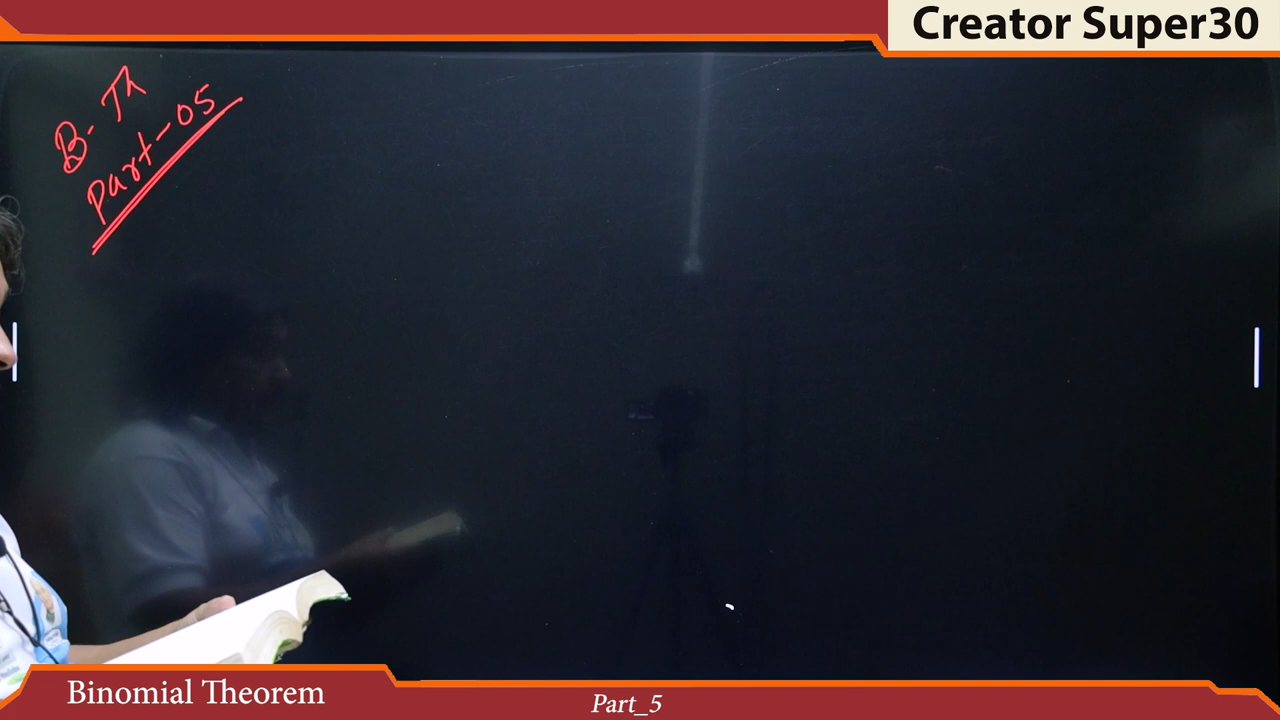 Creator Super30
B. Th
Part-05
Binomial Theorem
Part_5